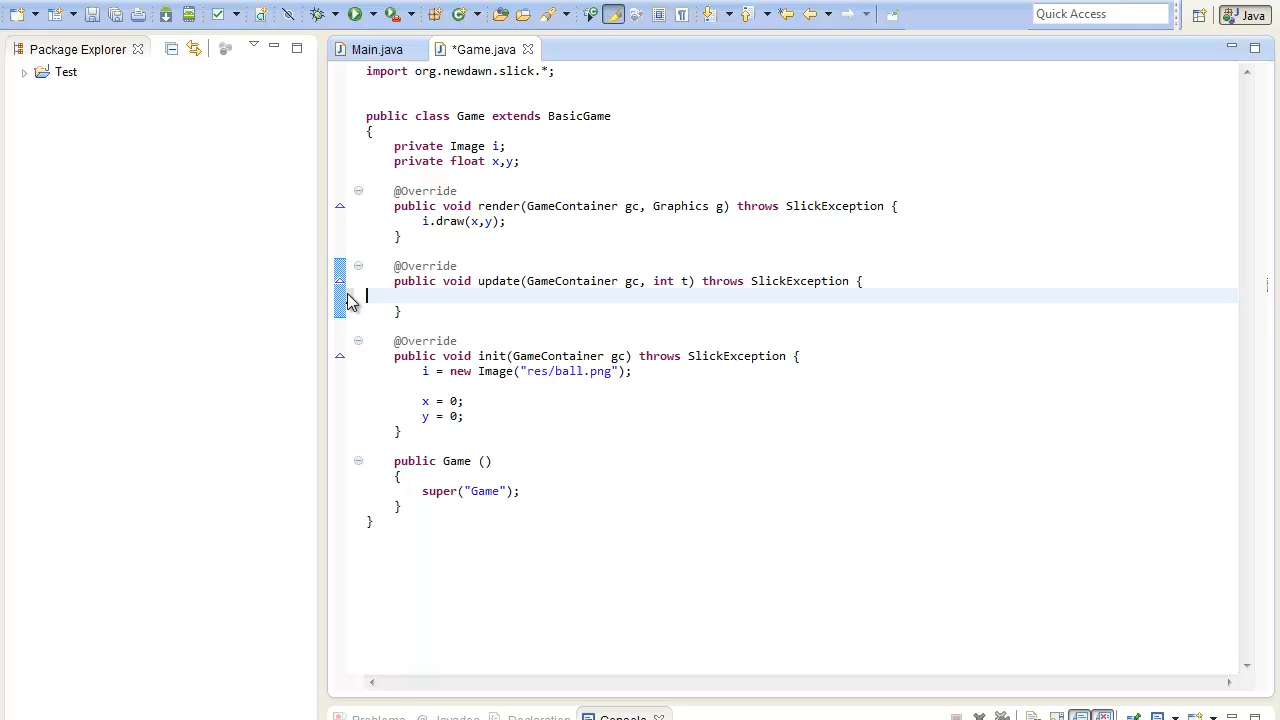 Quick Access
Java
Package Explorer
Main.java
*Game.java
Test
import org.newdawn.slick.*;
public class Game extends BasicGame
{
private Image i;
private float x,y;
@Override
public void render(GameContainer gc, Graphics g) throws SlickException {
i.draw(x,y);
}
@Override
public void update(GameContainer gc, int t) throws SlickException {
}
@Override
public void init(GameContainer gc) throws SlickException {
i = new Image("res/ball.png");
x = 0;
y = 0;
}
public Game ()
{
super("Game");
}
}
Problems @ Javadoc Declaration Console